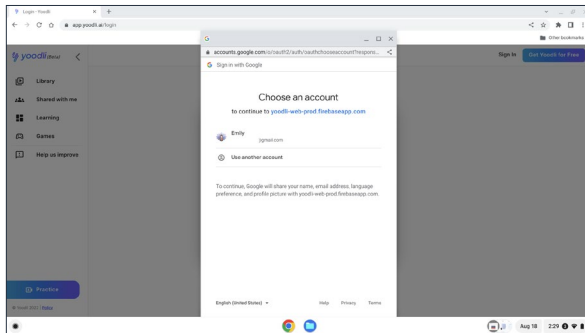 Login - Yoodli
app.yoodli.ai/login
Other Bookmarks
yoodli (Beta)
Sign in
Get Yoodli for Free
Library
Shared with me
Learning
Games
Help us improve
Practice
accounts.google.com/o/oauth2/auth/oauthchooseaccount?respons...
Sign in with Google
Choose an account
to continue to yoodli-web-prod.firebaseapp.com
Emily
@gmail.com
Use another account
To continue, Google will share your name, email address, language
preference, and profile picture with yoodli-web-prod.firebaseapp.com.
English (United States)
Help
Privacy
Terms
Aug 18
2:29